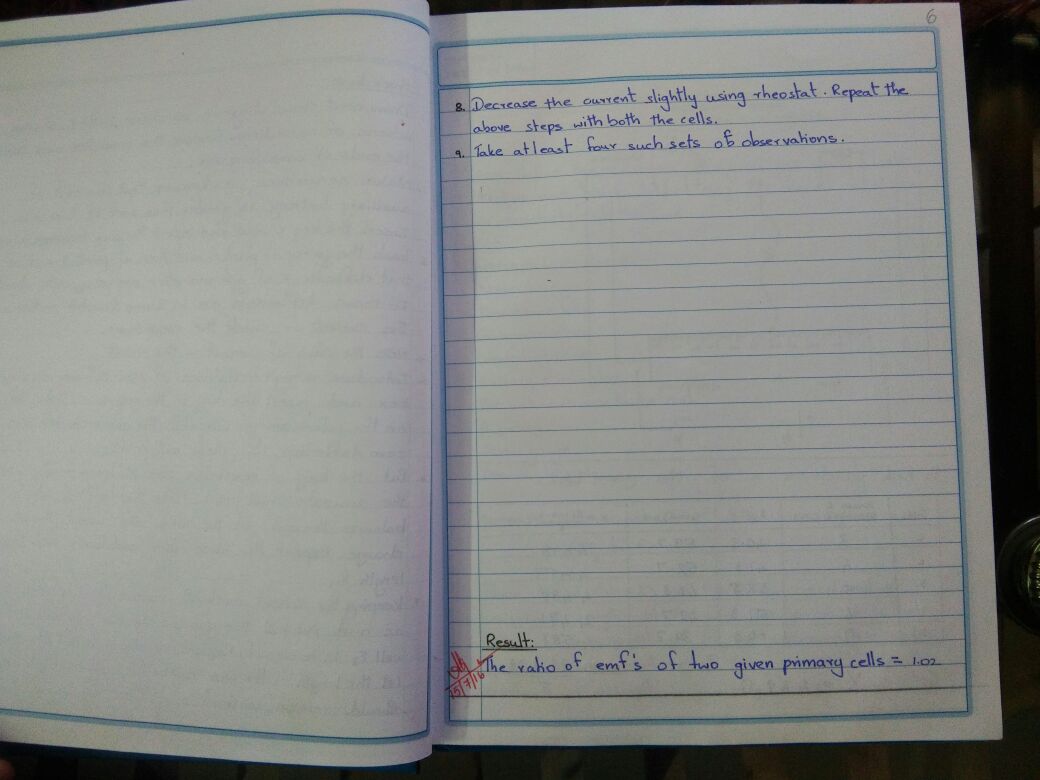 6
8. Decrease the current slightly using rheostat. Repeat the
above steps with both the cells.
9. Take atleast four such sets of observations.
Result:
The ratio of emf's of two given primary cells = 1.02
15/7/16